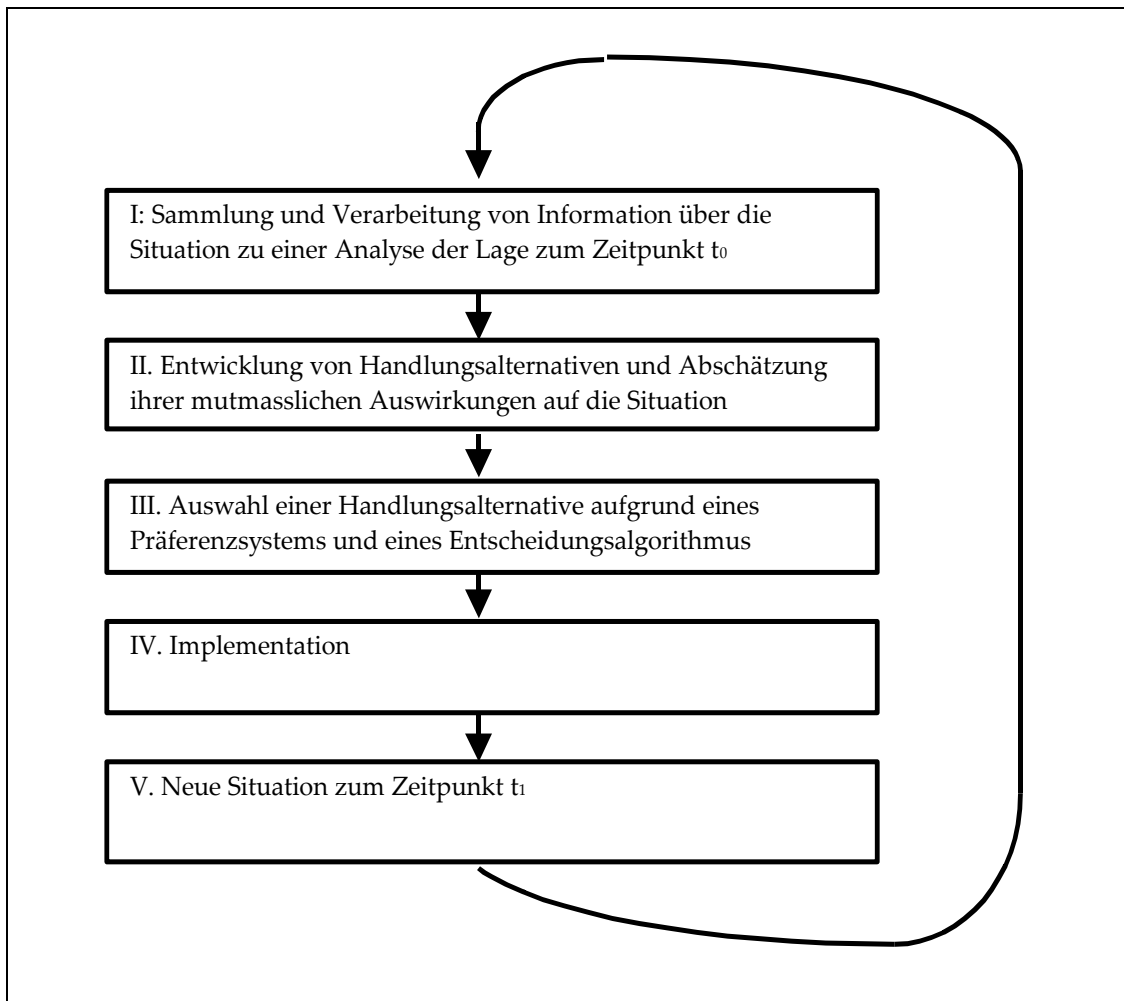 I: Sammlung und Verarbeitung von Information über die
Situation zu einer Analyse der Lage zum Zeitpunkt t₀
II. Entwicklung von Handlungsalternativen und Abschätzung
ihrer mutmasslichen Auswirkungen auf die Situation
III. Auswahl einer Handlungsalternative aufgrund eines
Präferenzsystems und eines Entscheidungsalgorithmus
IV. Implementation
V. Neue Situation zum Zeitpunkt t₁